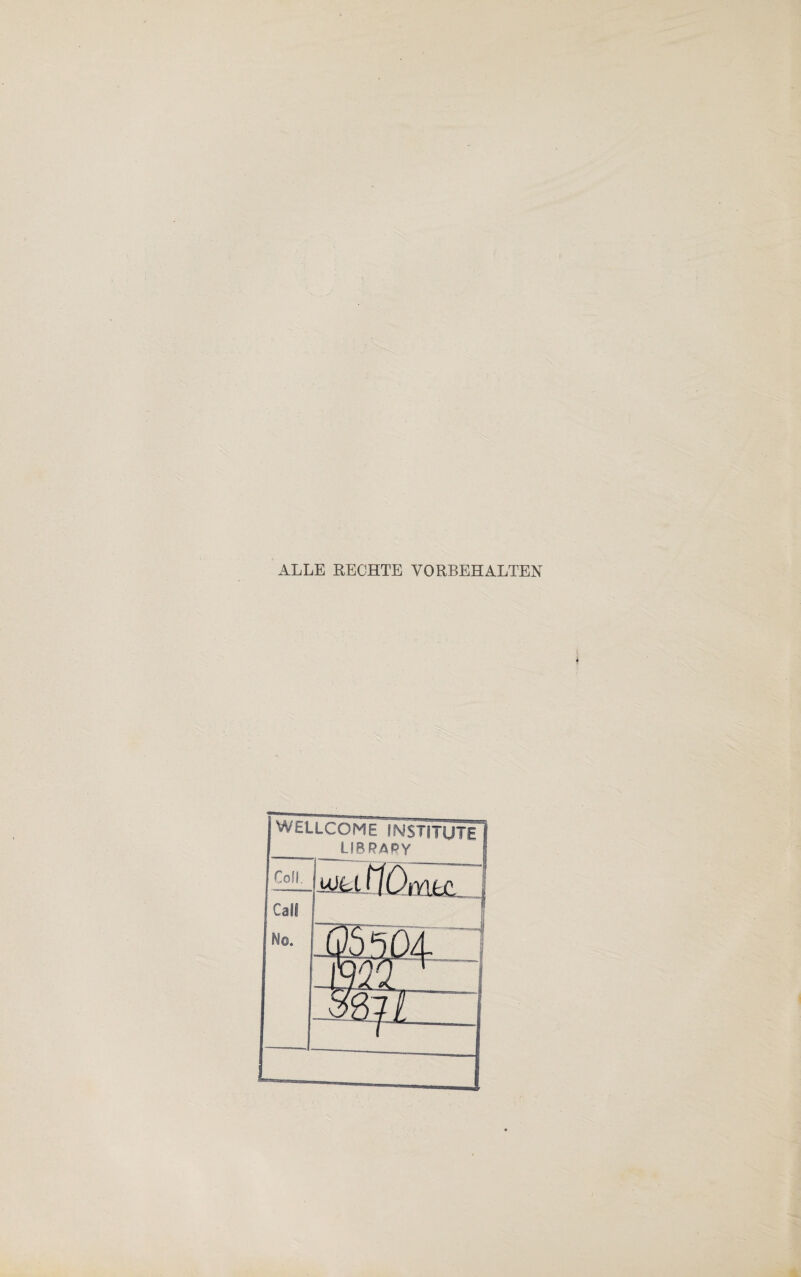 ALLE RECHTE VORBEHALTEN
WELLCOME INSTITUTE
LIBRARY
Coll. welMOmec
Call
No. QS504
1922
S87l